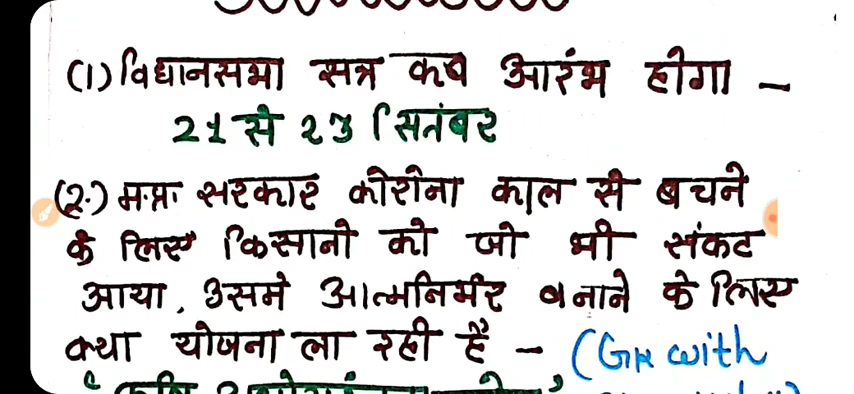 (1) विधानसभा सत्र कब आरंभ होगा -
21 से 23 सितंबर
(2.) म.प्र. सरकार कोरोना काल से बचने
के लिए किसानो को जो भी संकट
आया, उसमे आत्मनिर्भर बनाने के लिए
क्या योजना ला रही है - (GK with